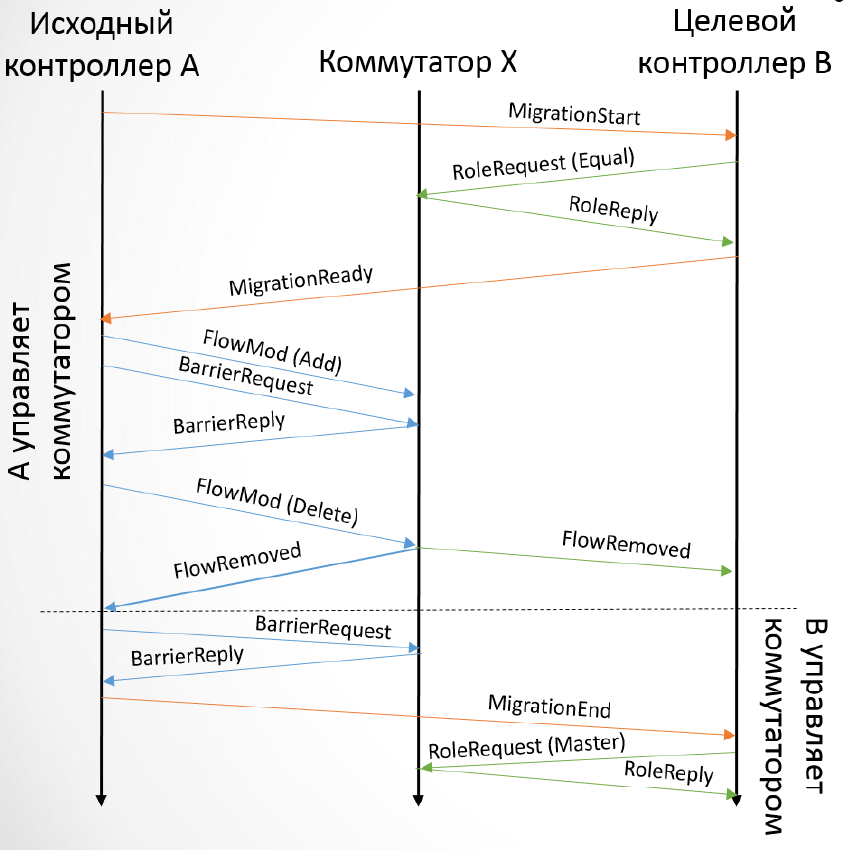 Исходный
контроллер A
Коммутатор X
Целевой
контроллер B
MigrationStart
RoleRequest (Equal)
RoleReply
MigrationReady
А управляет
коммутатором
FlowMod (Add)
BarrierRequest
BarrierReply
FlowMod (Delete)
FlowRemoved
FlowRemoved
BarrierRequest
BarrierReply
В управляет
коммутатором
MigrationEnd
RoleRequest (Master)
RoleReply